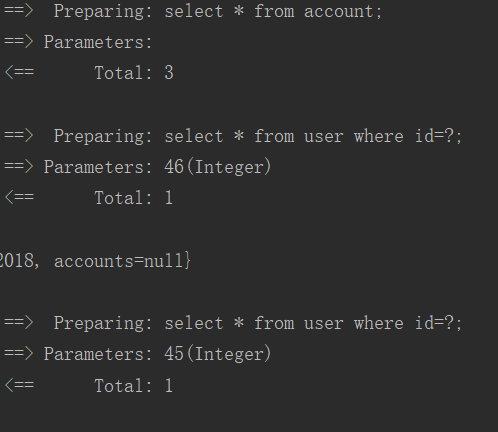 ==>  Preparing: select * from account;
==> Parameters:
<==      Total: 3
==>  Preparing: select * from user where id=?;
==> Parameters: 46(Integer)
<==      Total: 1
2018, accounts=null}
==>  Preparing: select * from user where id=?;
==> Parameters: 45(Integer)
<==      Total: 1